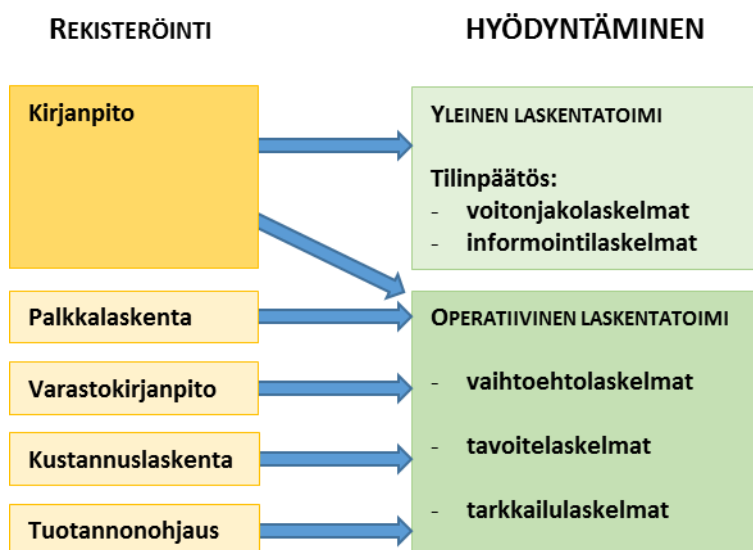 REKISTERÖINTI
HYÖDYNTÄMINEN
Kirjanpito
YLEINEN LASKENTATOIMI
Tilinpäätös:
- voitonjakolaskelmat
- informointilaskelmat
Palkkalaskenta
Varastokirjanpito
Kustannuslaskenta
Tuotannonohjaus
OPERATIIVINEN LASKENTATOIMI
- vaihtoehtolaskelmat
- tavoitelaskelmat
- tarkkailulaskelmat